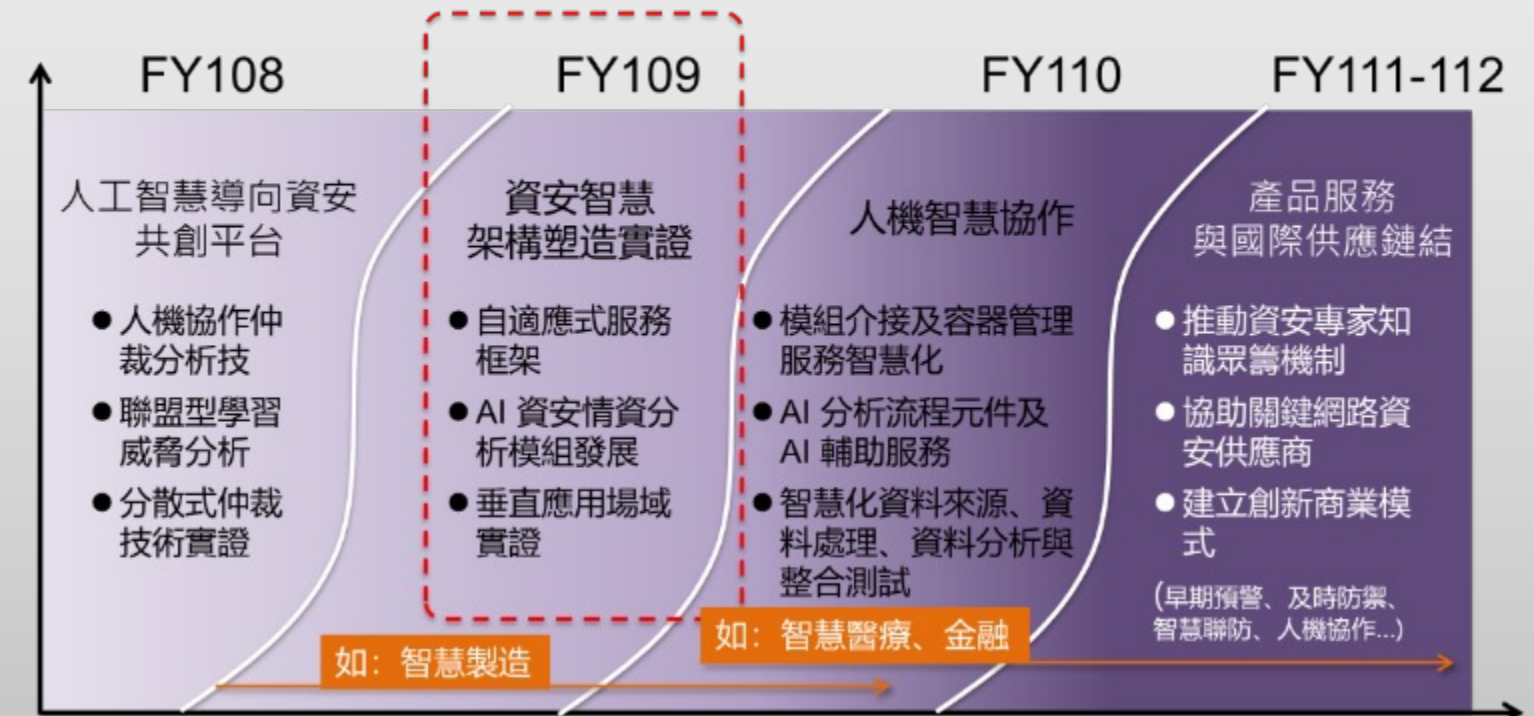 FY108
FY109
FY110
FY111-112
人工智慧導向資安
共創平台
●人機協作仲
裁分析技
●聯盟型學習
威脅分析
●分散式仲裁
技術實證
資安智慧
架構塑造實證
●自適應式服務
框架
●AI 資安情資分
析模組發展
●垂直應用場域
實證
人機智慧協作
●模組介接及容器管理
服務智慧化
●AI 分析流程元件及
AI 輔助服務
●智慧化資料來源、資
料處理、資料分析與
整合測試
產品服務
與國際供應鏈結
●推動資安專家知
識眾籌機制
●協助關鍵網路資
安供應商
●建立創新商業模
式
(早期預警、及時防禦、
智慧聯防、人機協作...)
如：智慧製造
如：智慧醫療、金融